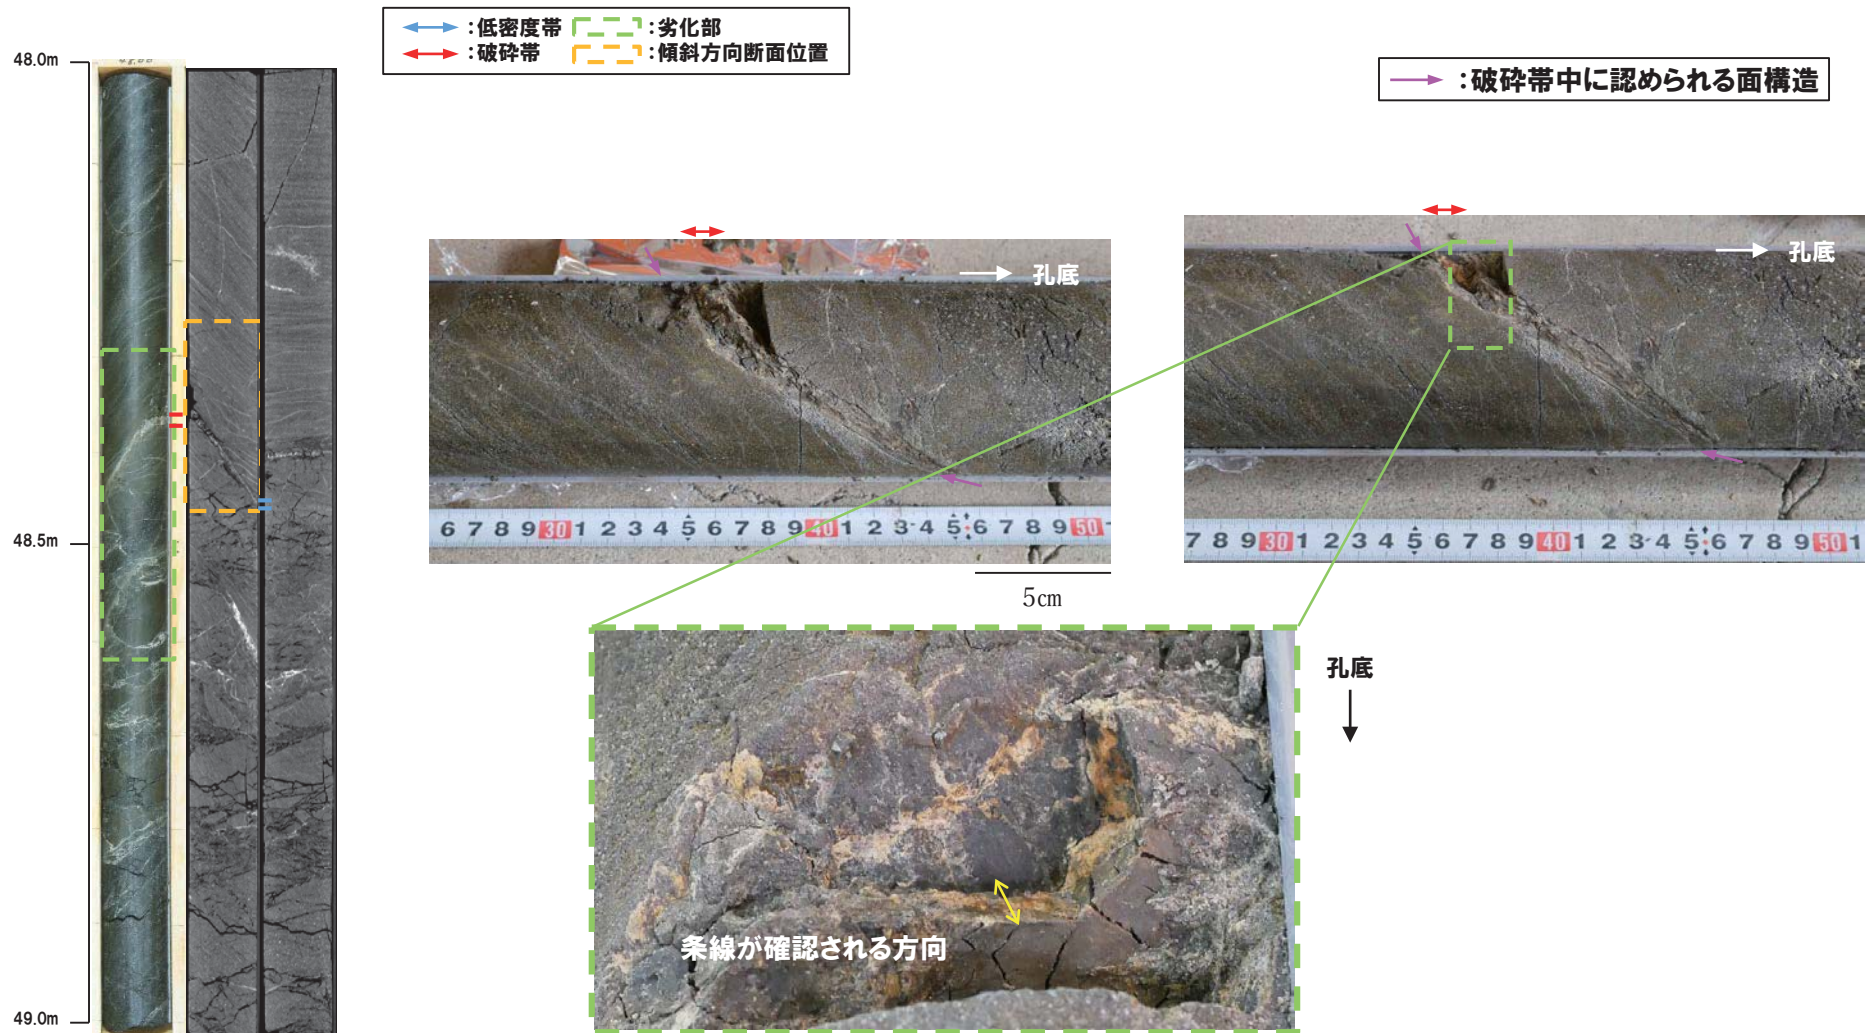 :低密度帯 :劣化部
:破砕帯 :傾斜方向断面位置
:破砕帯中に認められる面構造
48.0m
48.5m
49.0m
孔底
孔底
6 7 8 9 30 1 2 3 4 5 6 7 8 9 40 1 2 3 4 5 6 7 8 9 50 1
7 8 9 30 1 2 3 4 5 6 7 8 9 40 1 2 3 4 5 6 7 8 9 50 1
5㎝
孔底
条線が確認される方向